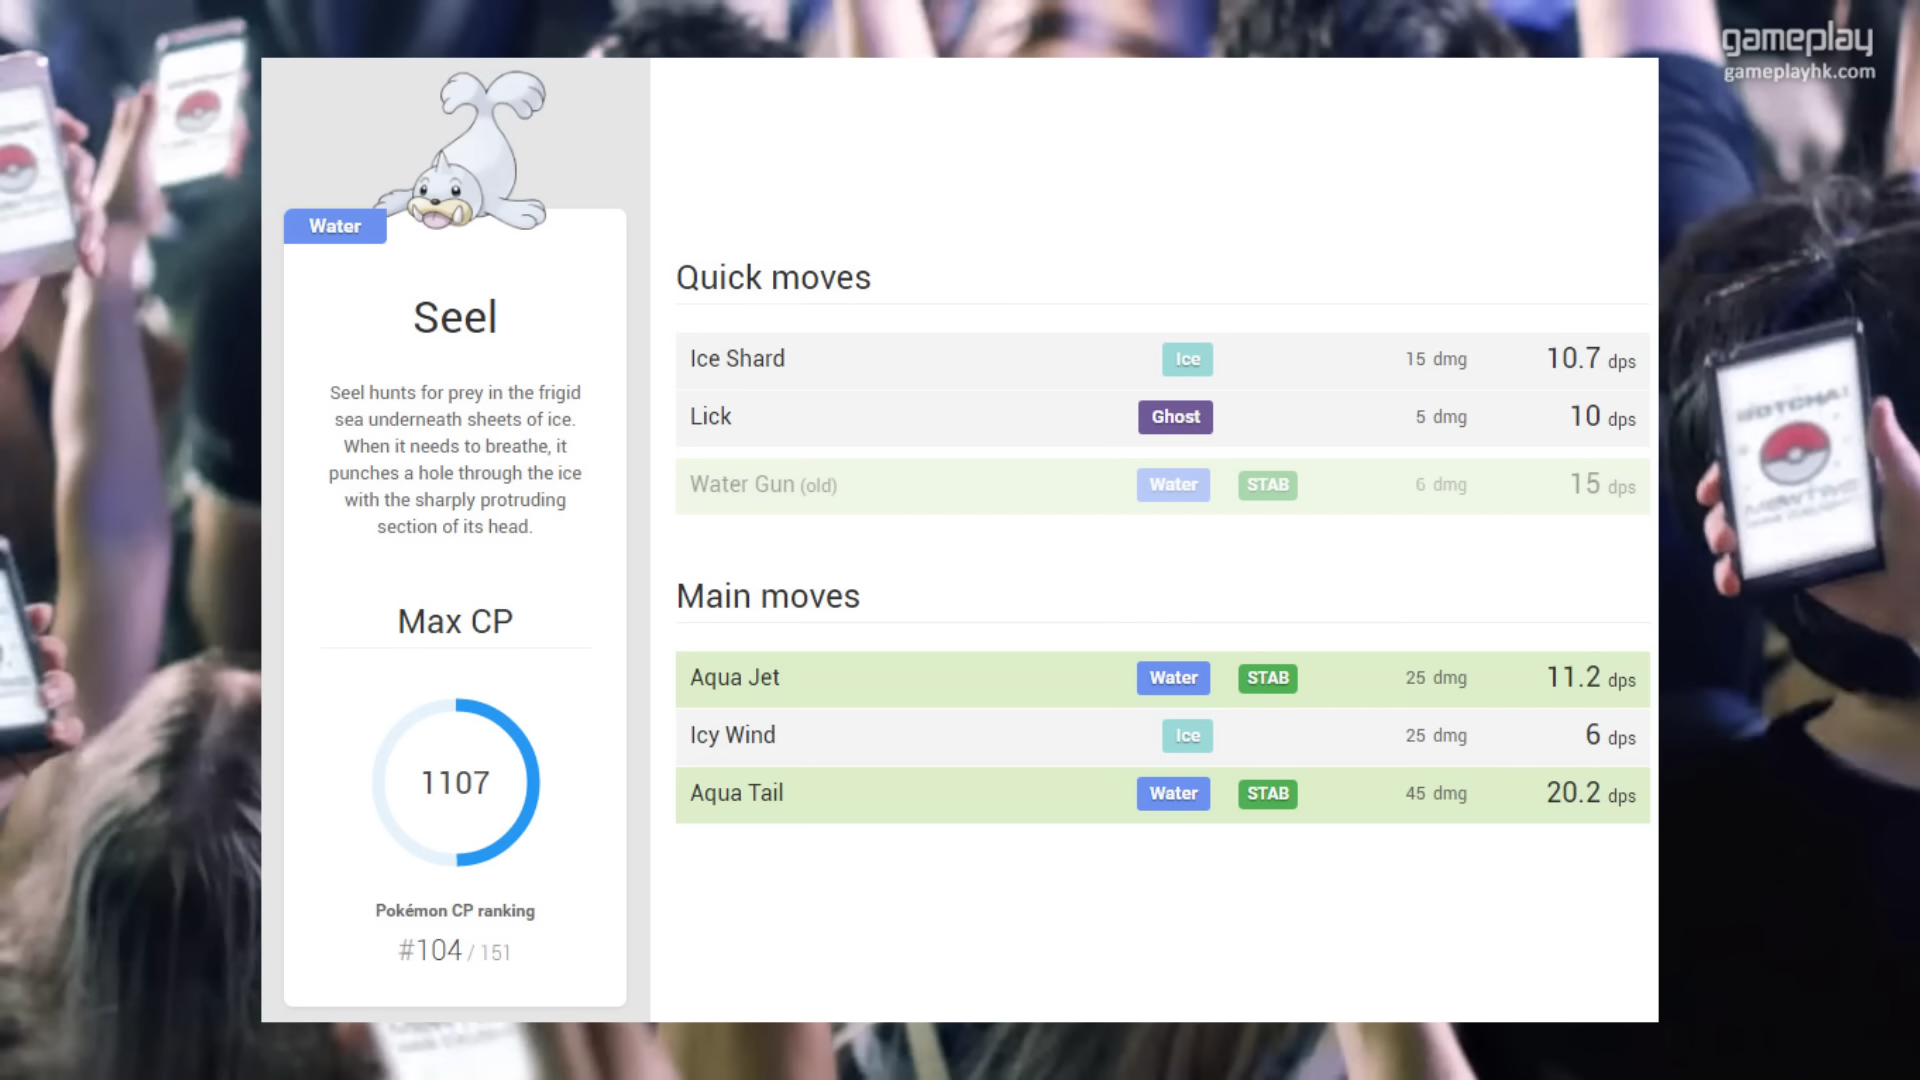 gameplay
gameplayhk.com
Water
Seel
Seel hunts for prey in the frigid
sea underneath sheets of ice.
When it needs to breathe, it
punches a hole through the ice
with the sharply protruding
section of its head.
Max CP
1107
Pokémon CP ranking
#104 / 151
Quick moves
Ice Shard Ice 15 dmg 10.7 dps
Lick Ghost 5 dmg 10 dps
Water Gun (old) Water STAB 6 dmg 15 dps
Main moves
Aqua Jet Water STAB 25 dmg 11.2 dps
Icy Wind Ice 25 dmg 6 dps
Aqua Tail Water STAB 45 dmg 20.2 dps
GOTCHA!
MEWTWO